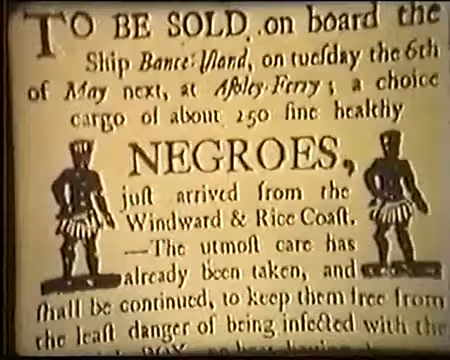 TO BE SOLD, on board the
Ship Bance: Iſland, on tueſday the 6th
of May next, at Aſhley-Ferry; a choice
cargo of about 250 fine healthy
NEGROES,
juſt arrived from the
Windward & Rice Coaſt.
—The utmoſt care has
already been taken, and
ſhall be continued, to keep them free from
the leaſt danger of being infected with the